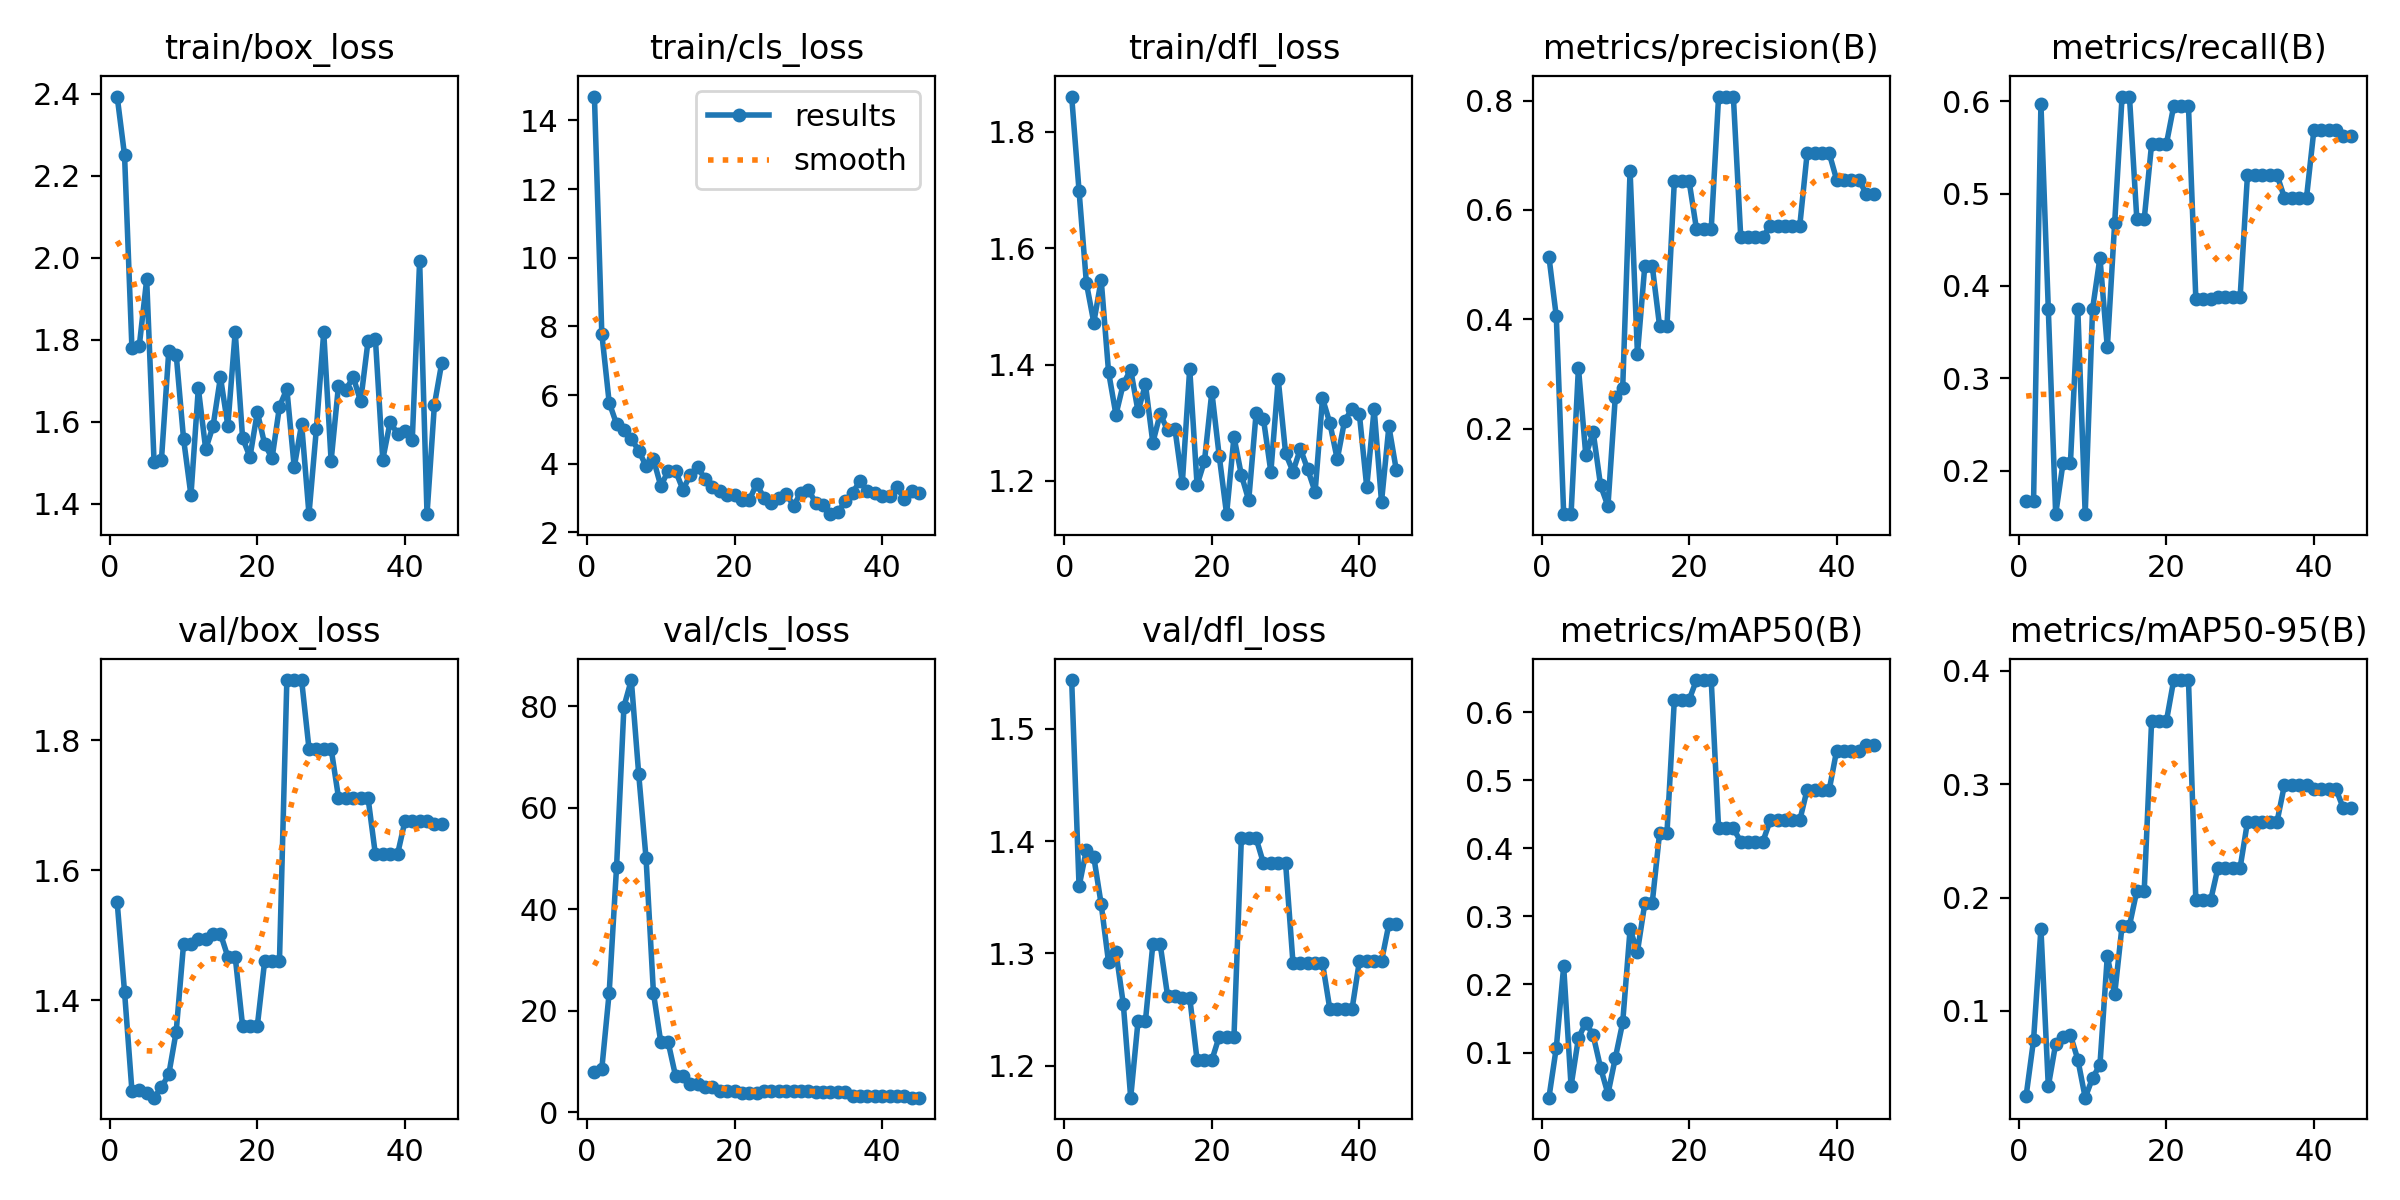 train/box_loss
2.4
2.2
2.0
1.8
1.6
1.4
0 20 40
train/cls_loss
results
smooth
14
12
10
8
6
4
2
0 20 40
train/dfl_loss
1.8
1.6
1.4
1.2
0 20 40
metrics/precision(B)
0.8
0.6
0.4
0.2
0 20 40
metrics/recall(B)
0.6
0.5
0.4
0.3
0.2
0 20 40
val/box_loss
1.8
1.6
1.4
0 20 40
val/cls_loss
80
60
40
20
0
0 20 40
val/dfl_loss
1.5
1.4
1.3
1.2
0 20 40
metrics/mAP50(B)
0.6
0.5
0.4
0.3
0.2
0.1
0 20 40
metrics/mAP50-95(B)
0.4
0.3
0.2
0.1
0 20 40